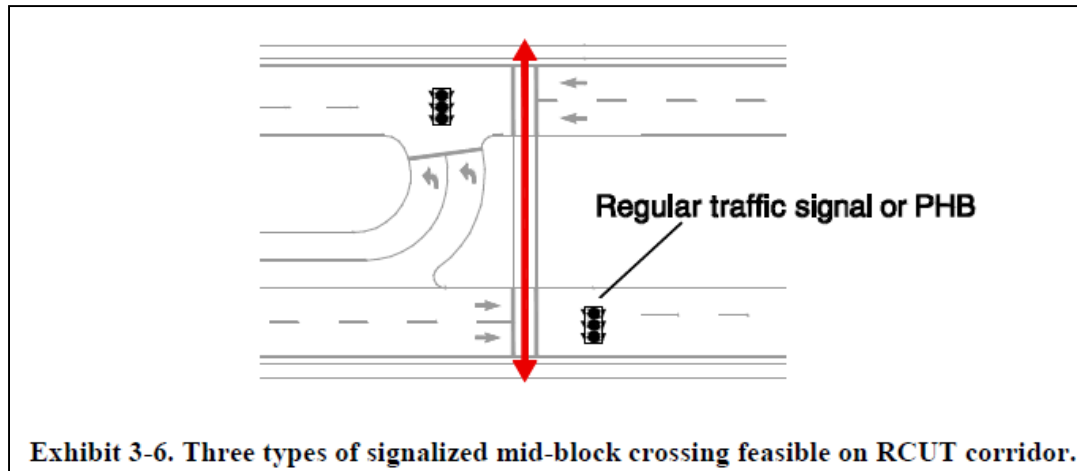 Regular traffic signal or PHB
Exhibit 3-6. Three types of signalized mid-block crossing feasible on RCUT corridor.